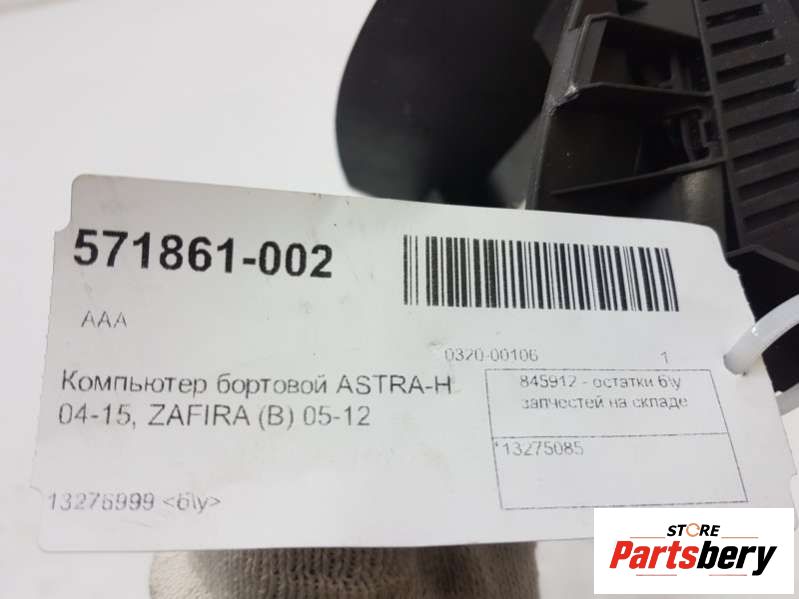 571861-002
AAA
0320-00106 1
Компьютер бортовой ASTRA-H
04-15, ZAFIRA (B) 05-12
845912 - остатки б\у
запчестей на складе
*13275085
13276999 <б\у>
STORE
Partsbery